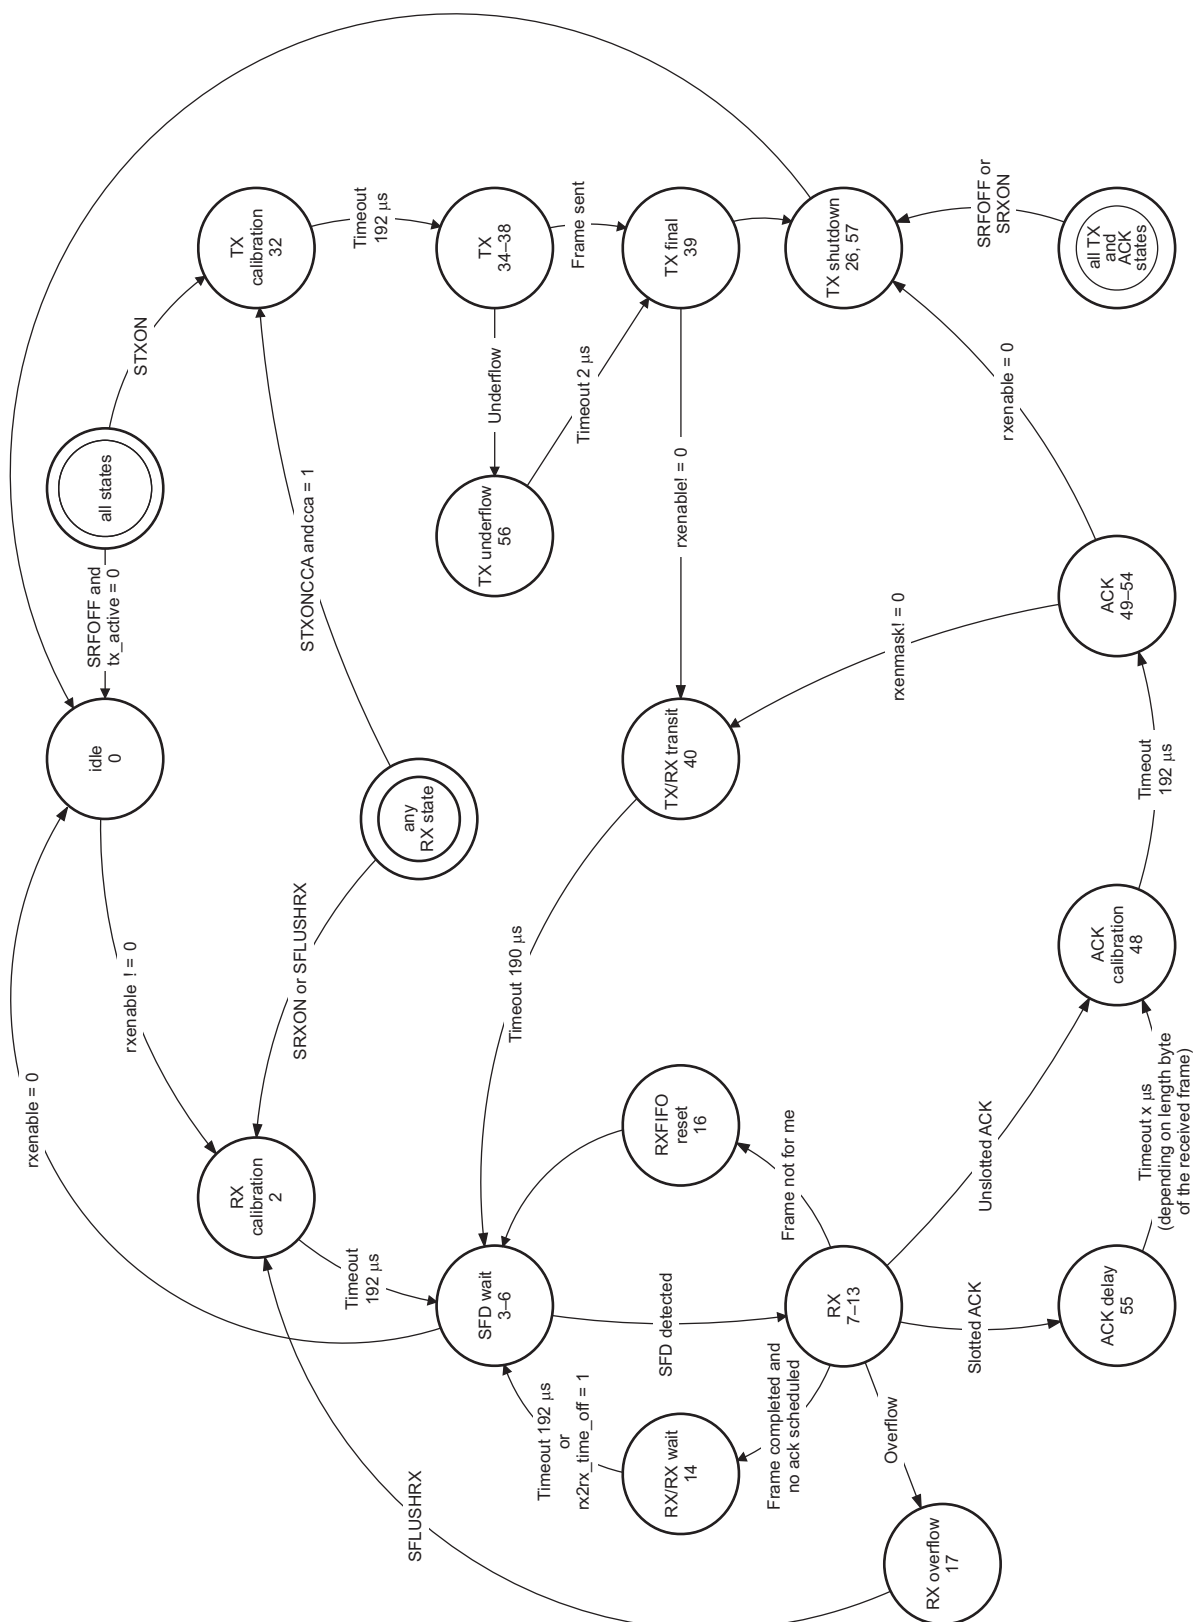 SFLUSHRX
rxenable = 0
RX
calibration
2
Timeout
192 µs
rxenable ! = 0
idle
0
SRFOFF and
tx_active = 0
all states
STXON
TX
calibration
32
Timeout
192 µs
SRXON or SFLUSHRX
any
RX state
STXONCCA andcca = 1
SFD wait
3–6
Timeout 192 µs
or
rx2rx_time_off = 1
SFD detected
Timeout 190 µs
TX underflow
56
Underflow
TX
34–38
Frame sent
Timeout 2 µs
RX/RX wait
14
RXFIFO
reset
16
TX/RX transit
40
rxenable! = 0
TX final
39
Frame completed and
no ack scheduled
Frame not for me
RX
7–13
Overflow
RX overflow
17
Slotted ACK
Unslotted ACK
rxenmask! = 0
rxenable = 0
TX shutdown
26, 57
SRFOFF or
SRXON
ACK delay
55
Timeout x µs
(depending on length byte
of the received frame)
ACK
calibration
48
Timeout
192 µs
ACK
49–54
all TX
and
ACK
states